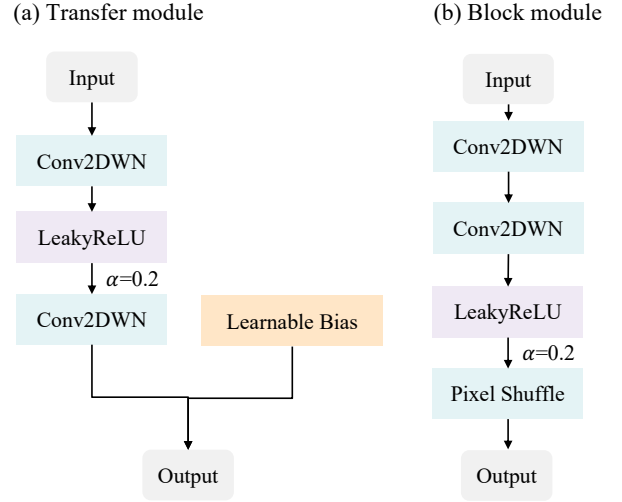 (a) Transfer module
Input
Conv2DWN
LeakyReLU
α=0.2
Conv2DWN
Learnable Bias
Output
(b) Block module
Input
Conv2DWN
Conv2DWN
LeakyReLU
α=0.2
Pixel Shuffle
Output